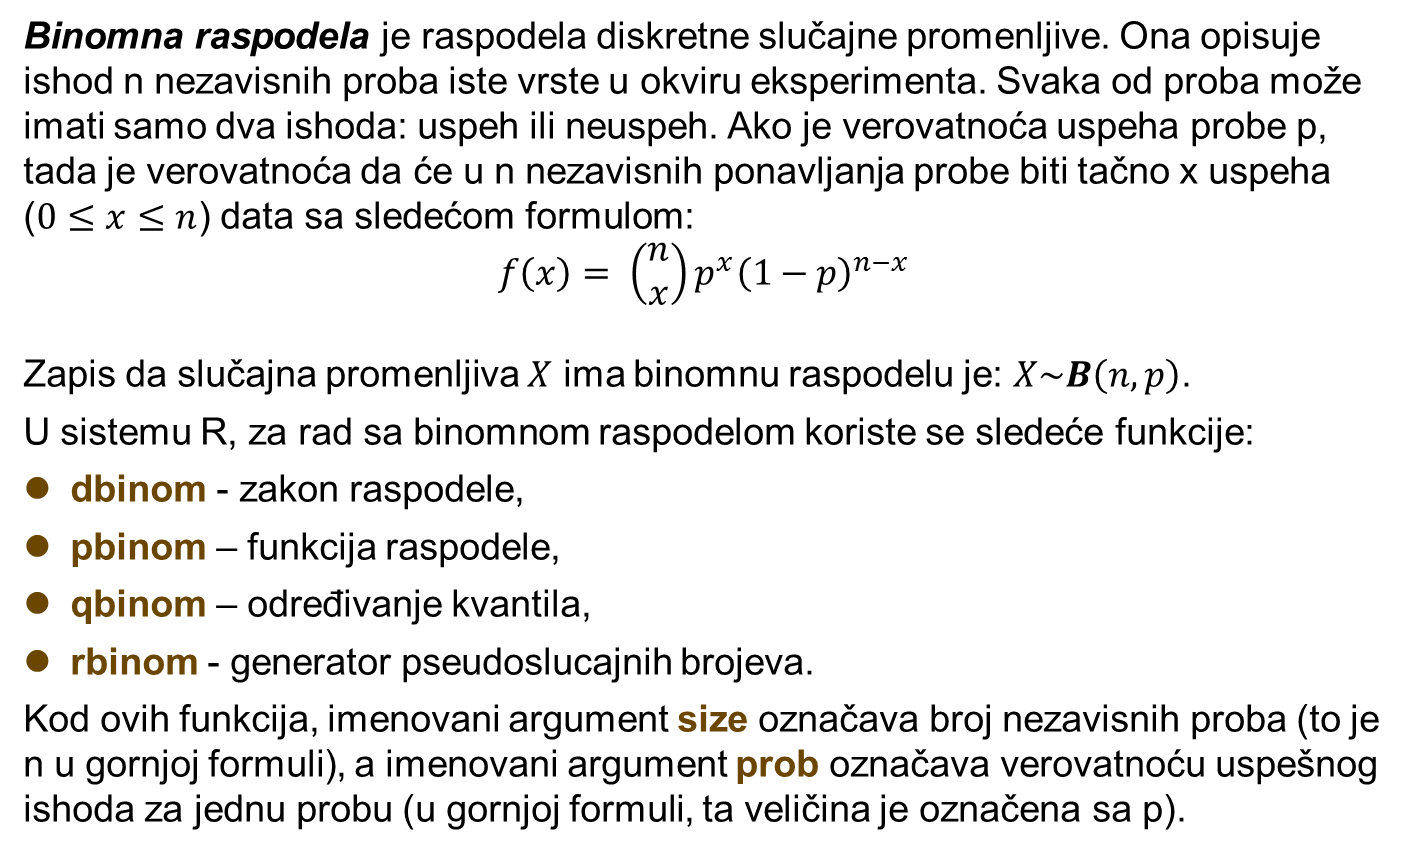 Binomna raspodela je raspodela diskretne slučajne promenljive. Ona opisuje
ishod n nezavisnih proba iste vrste u okviru eksperimenta. Svaka od proba može
imati samo dva ishoda: uspeh ili neuspeh. Ako je verovatnoća uspeha probe p,
tada je verovatnoća da će u n nezavisnih ponavljanja probe biti tačno x uspeha
(0 ≤ x ≤ n) data sa sledećom formulom:
f(x) = \binom{n}{x} p^x (1 − p)^{n−x}
Zapis da slučajna promenljiva X ima binomnu raspodelu je: X~B(n, p).
U sistemu R, za rad sa binomnom raspodelom koriste se sledeće funkcije:
● dbinom - zakon raspodele,
● pbinom – funkcija raspodele,
● qbinom – određivanje kvantila,
● rbinom - generator pseudoslucajnih brojeva.
Kod ovih funkcija, imenovani argument size označava broj nezavisnih proba (to je
n u gornjoj formuli), a imenovani argument prob označava verovatnoću uspešnog
ishoda za jednu probu (u gornjoj formuli, ta veličina je označena sa p).